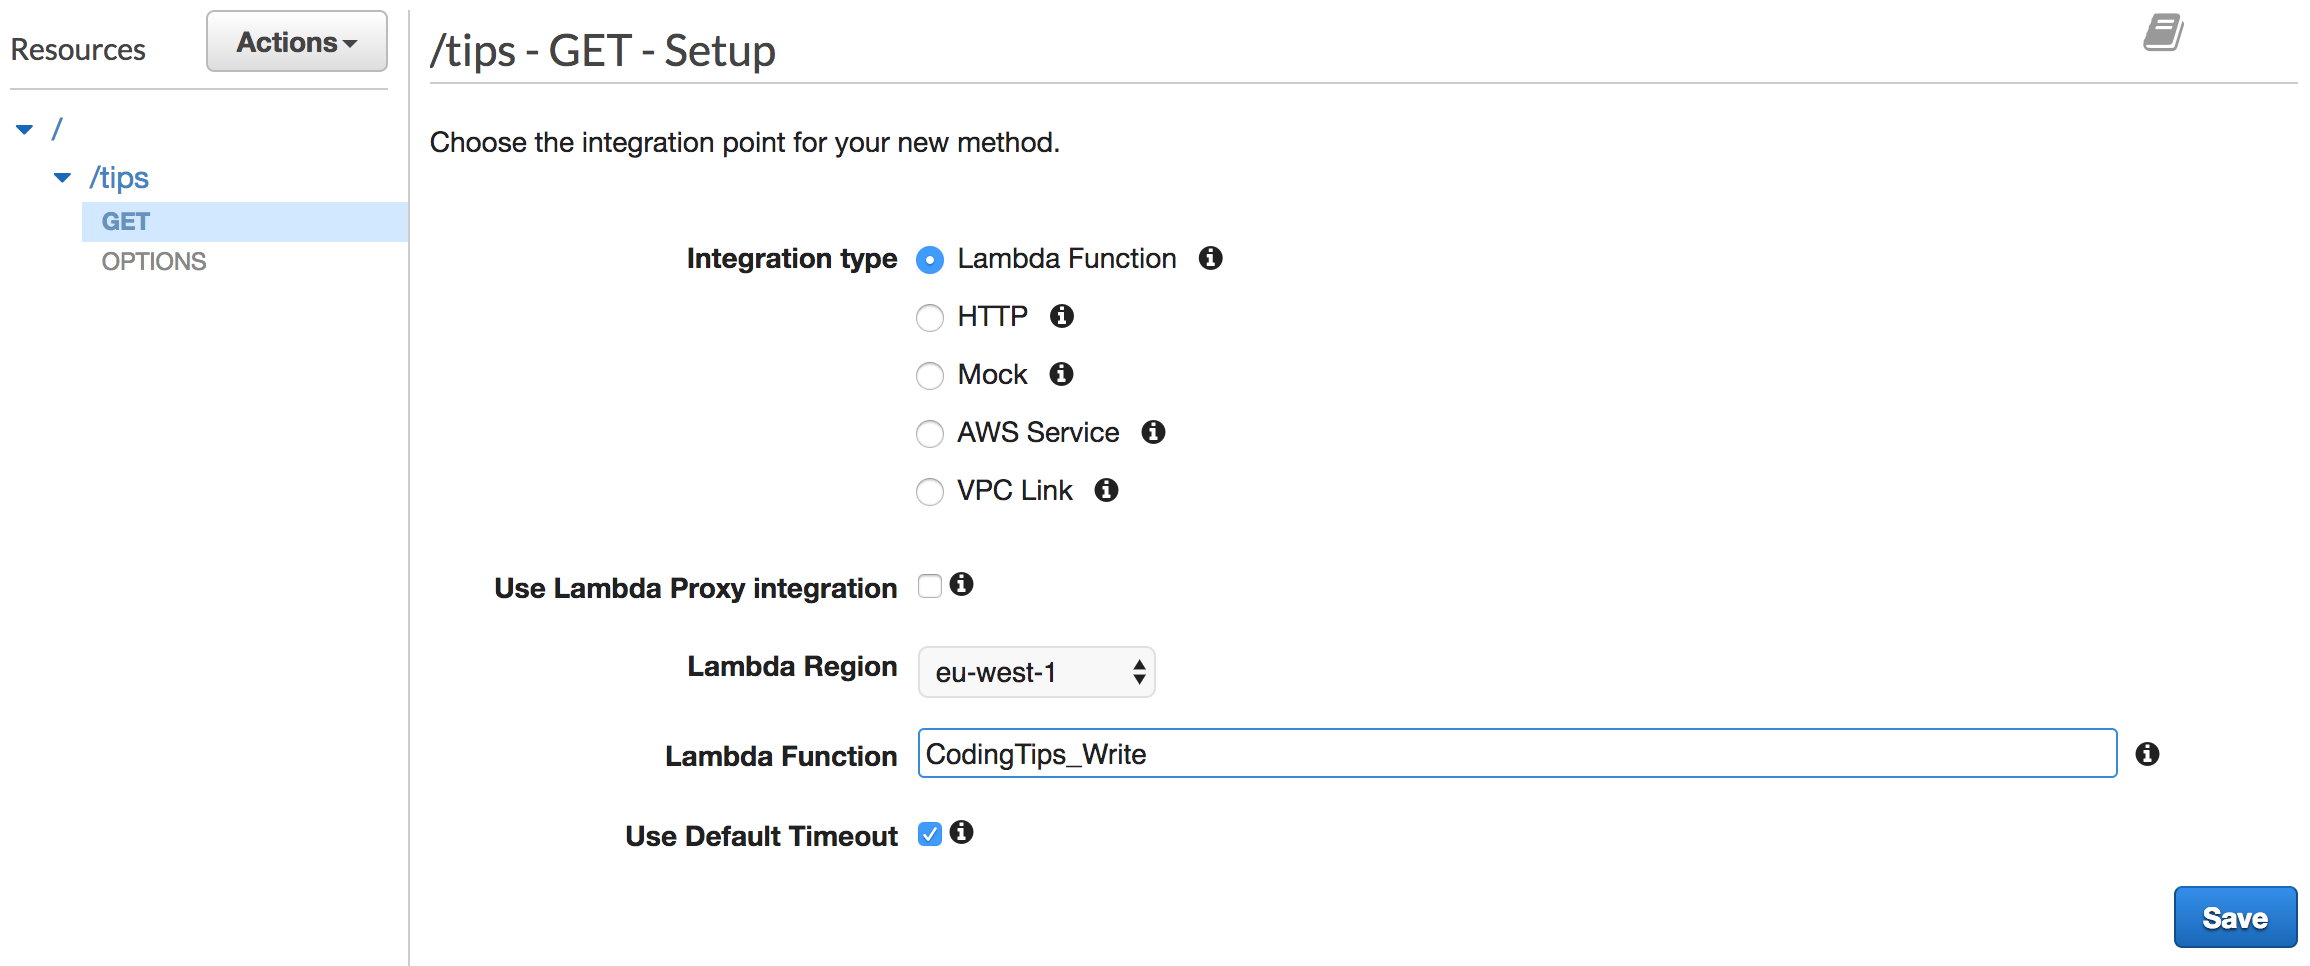 Resources
Actions
/
/tips
GET
OPTIONS
/tips - GET - Setup
Choose the integration point for your new method.
Integration type Lambda Function
HTTP
Mock
AWS Service
VPC Link
Use Lambda Proxy integration
Lambda Region eu-west-1
Lambda Function CodingTips_Write
Use Default Timeout
Save